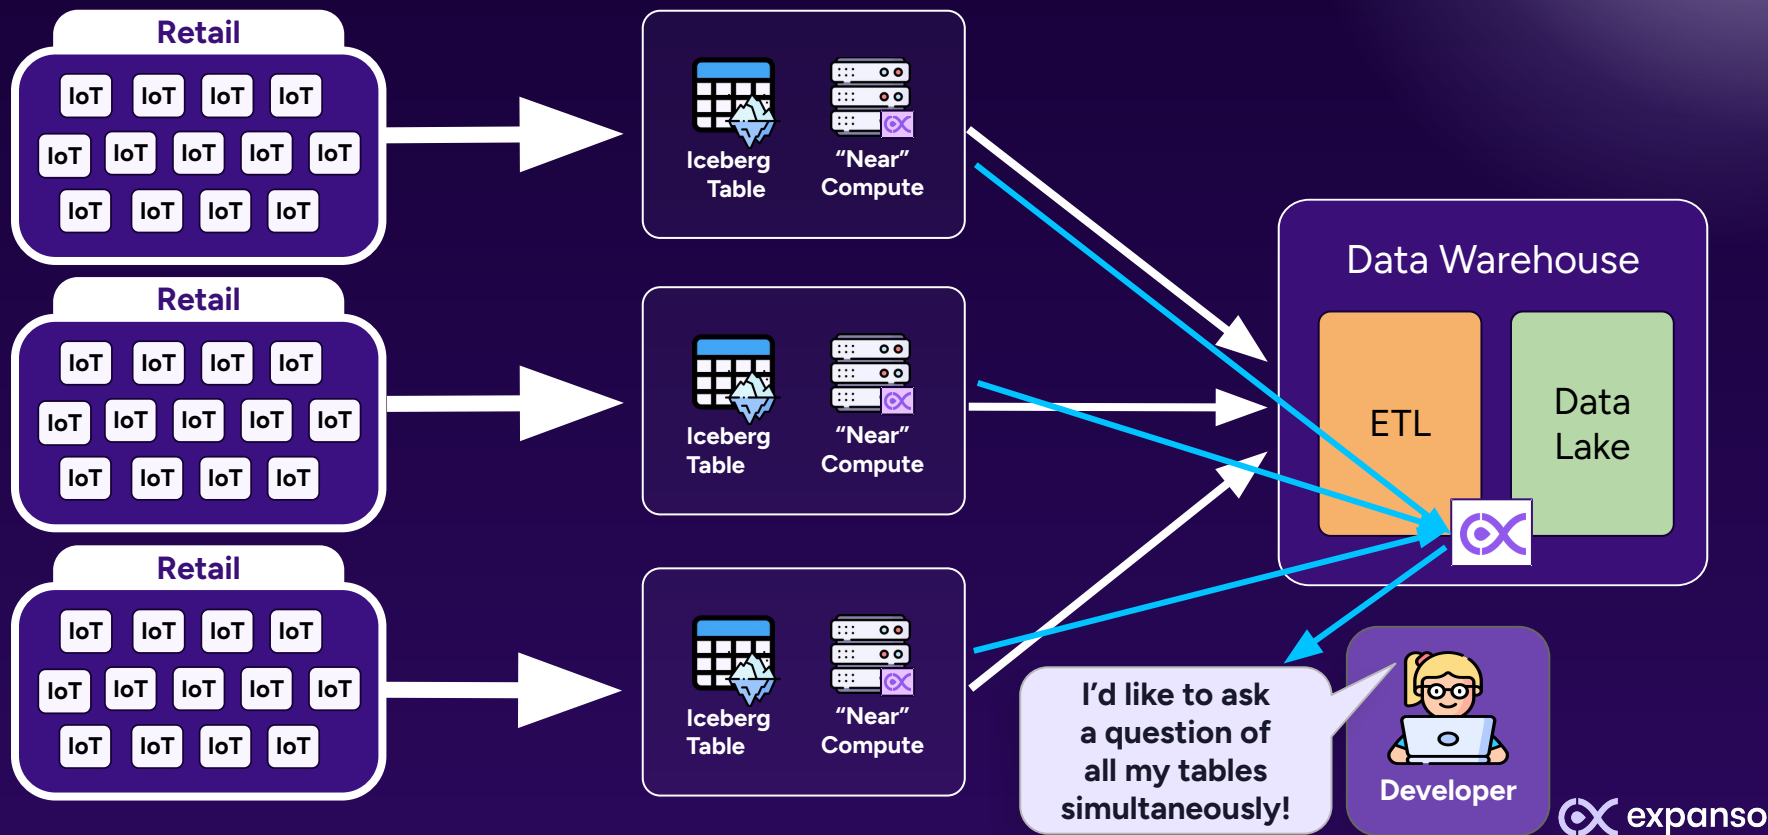 Retail
IoT IoT IoT IoT
IoT IoT IoT IoT IoT
IoT IoT IoT IoT
Iceberg
Table
“Near”
Compute
Retail
IoT IoT IoT IoT
IoT IoT IoT IoT IoT
IoT IoT IoT IoT
Iceberg
Table
“Near”
Compute
Retail
IoT IoT IoT IoT
IoT IoT IoT IoT IoT
IoT IoT IoT IoT
Iceberg
Table
“Near”
Compute
Data Warehouse
ETL
Data
Lake
I’d like to ask
a question of
all my tables
simultaneously!
Developer
expanso